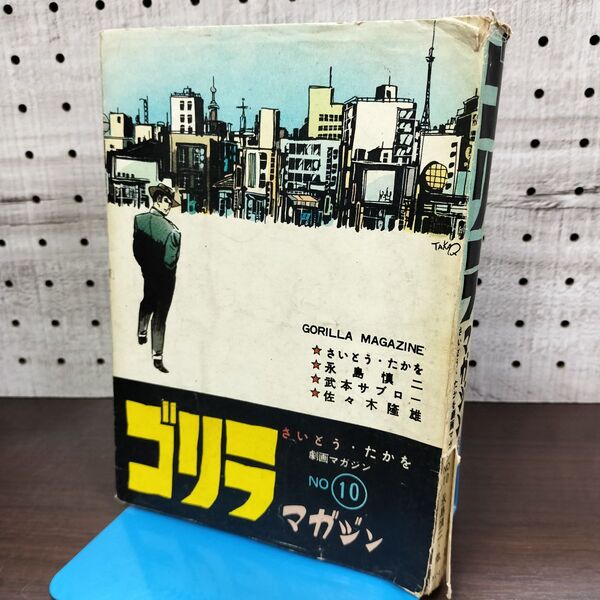 TAKAO
GORILLA MAGAZINE
★さいとう・たかを
★永島慎二
★武本サブロー
★佐々木隆雄
ゴリラ
さいとう・たかを
劇画マガジン
NO 10
マガジン